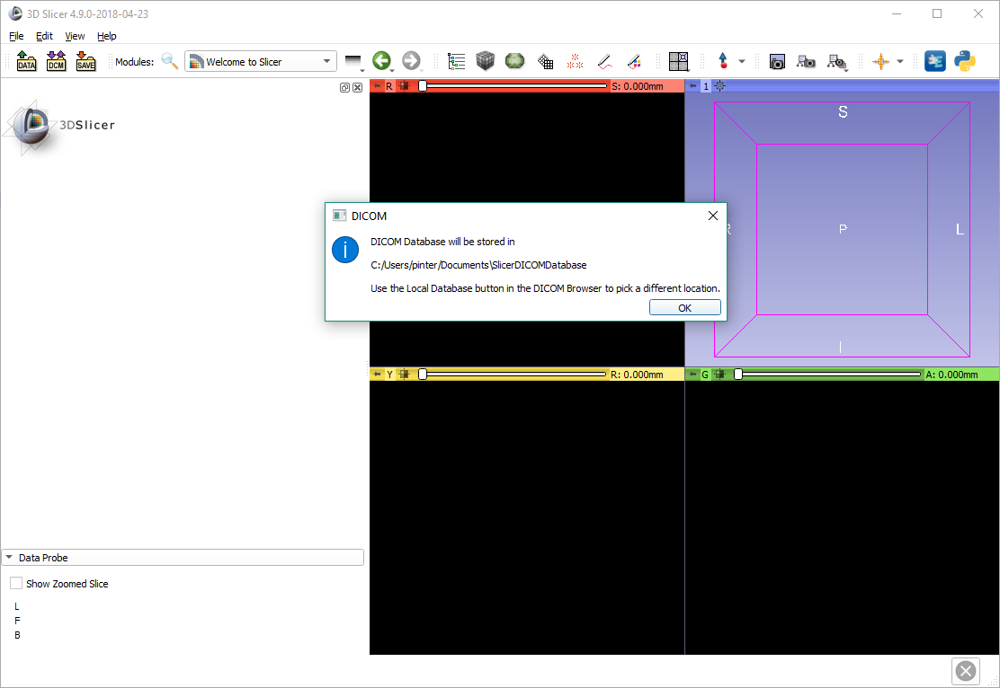 3D Slicer 4.9.0-2018-04-23
File Edit View Help
DATA DCM SAVE Modules: Welcome to Slicer
3DSlicer
R S: 0.000mm
1
S
R P L
I
DICOM
DICOM Database will be stored in
C:/Users/pinter/Documents\SlicerDICOMDatabase
Use the Local Database button in the DICOM Browser to pick a different location.
OK
Y R: 0.000mm
G A: 0.000mm
Data Probe
Show Zoomed Slice
L
F
B